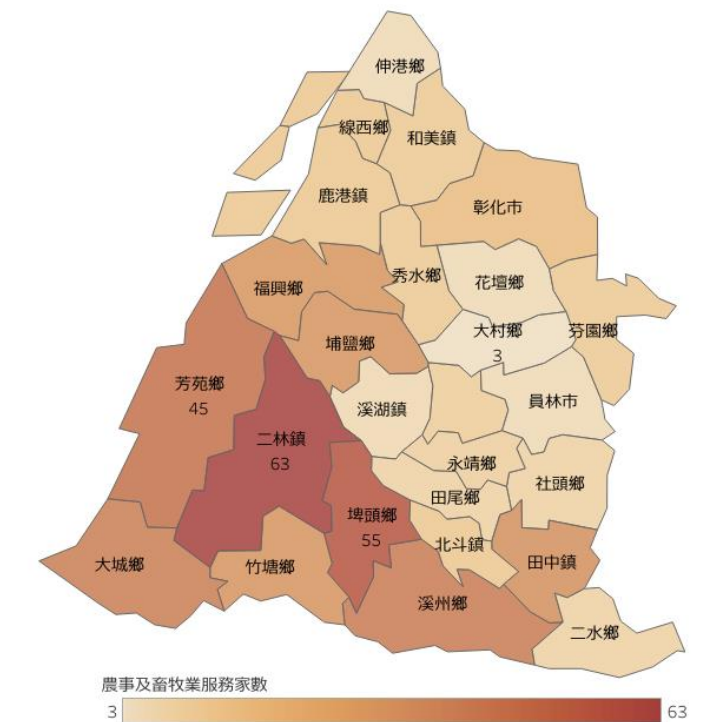 伸港鄉
線西鄉
和美鎮
鹿港鎮
彰化市
秀水鄉
花壇鄉
福興鄉
大村鄉
3
芬園鄉
埔鹽鄉
芳苑鄉
45
溪湖鎮
員林市
二林鎮
63
永靖鄉
社頭鄉
田尾鄉
埤頭鄉
55
北斗鎮
大城鄉
竹塘鄉
田中鎮
溪州鄉
二水鄉
農事及畜牧業服務家數
3
63